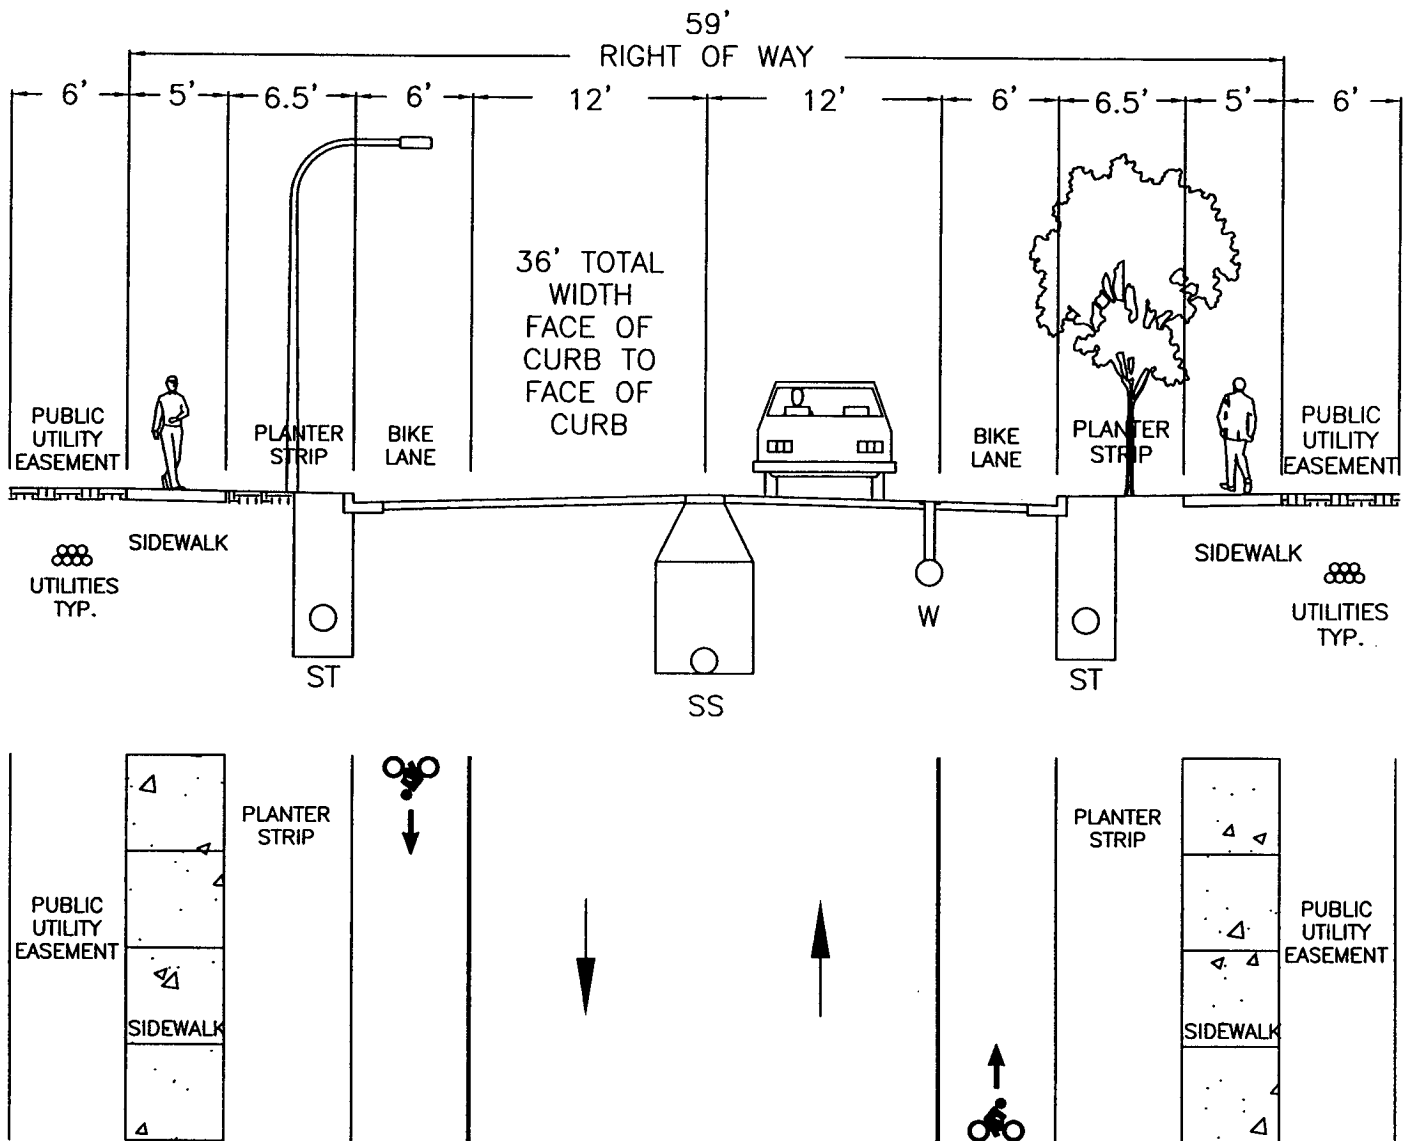 59'
RIGHT OF WAY
6' 5' 6.5' 6' 12' 12' 6' 6.5' 5' 6'
36' TOTAL
WIDTH
FACE OF
CURB TO
FACE OF
CURB
PUBLIC
UTILITY
EASEMENT
PLANTER
STRIP
BIKE
LANE
BIKE
LANE
PLANTER
STRIP
PUBLIC
UTILITY
EASEMENT
SIDEWALK
SIDEWALK
UTILITIES
TYP.
ST
SS
W
ST
UTILITIES
TYP.
PLANTER
STRIP
PLANTER
STRIP
PUBLIC
UTILITY
EASEMENT
PUBLIC
UTILITY
EASEMENT
SIDEWALK
SIDEWALK